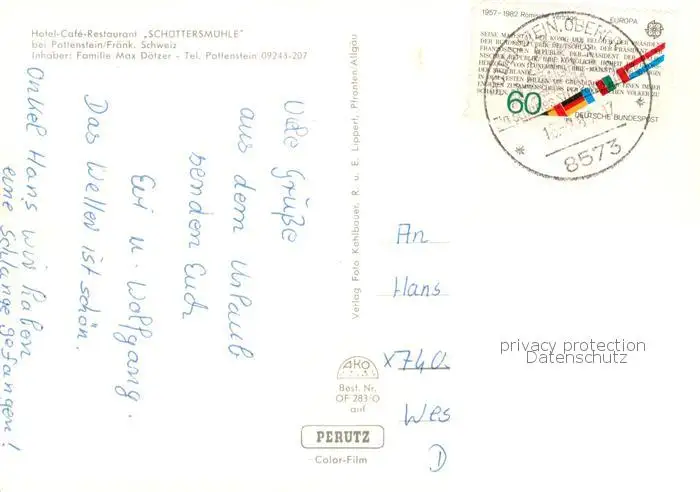 Hotel-Café-Restaurant „SCHÜTTERSMÜHLE"
bei Pottenstein/Fränk. Schweiz
Inhaber: Familie Max Dötzer - Tel. Pottenstein 09243-207
Viele Grüße
aus dem Urlaub
senden Euch
Evi u. Wolfgang.
Das Wetter ist schön.
Onkel Hans wir haben
eine Schlange gefangen!
Verlag Foto Kohlbauer, R. u. E. Lippert, Pfronten/Allgäu
AKO
Best. Nr.
OF 283/O
auf
PERUTZ
Color-Film
1957-1982 Römische Verträge EUROPA
60
DEUTSCHE BUNDESPOST
8573
An
Hans
x740
Wes
D
privacy protection
Datenschutz